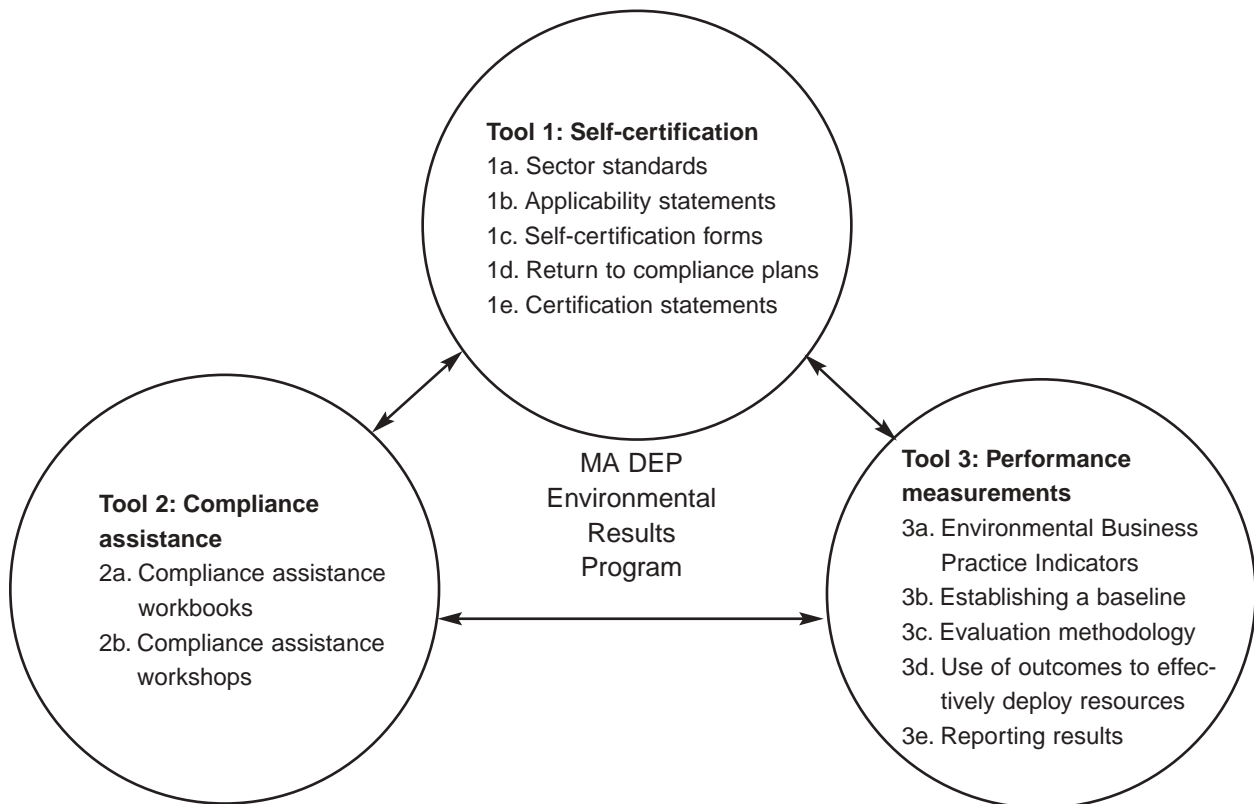 Tool 1: Self-certification
1a. Sector standards
1b. Applicability statements
1c. Self-certification forms
1d. Return to compliance plans
1e. Certification statements
MA DEP
Environmental
Results
Program
Tool 2: Compliance
assistance
2a. Compliance assistance
workbooks
2b. Compliance assistance
workshops
Tool 3: Performance
measurements
3a. Environmental Business
Practice Indicators
3b. Establishing a baseline
3c. Evaluation methodology
3d. Use of outcomes to effec-
tively deploy resources
3e. Reporting results